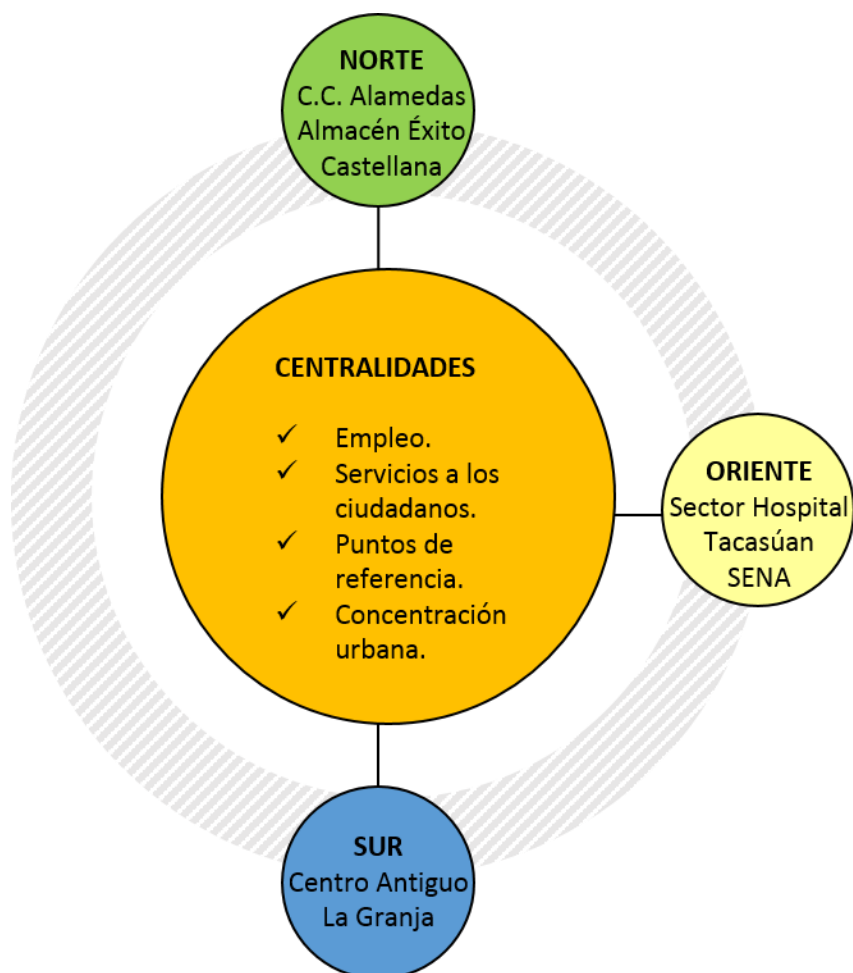 NORTE
C.C. Alamedas
Almacén Éxito
Castellana
CENTRALIDADES
✓ Empleo.
✓ Servicios a los
ciudadanos.
✓ Puntos de
referencia.
✓ Concentración
urbana.
ORIENTE
Sector Hospital
Tacasúan
SENA
SUR
Centro Antiguo
La Granja